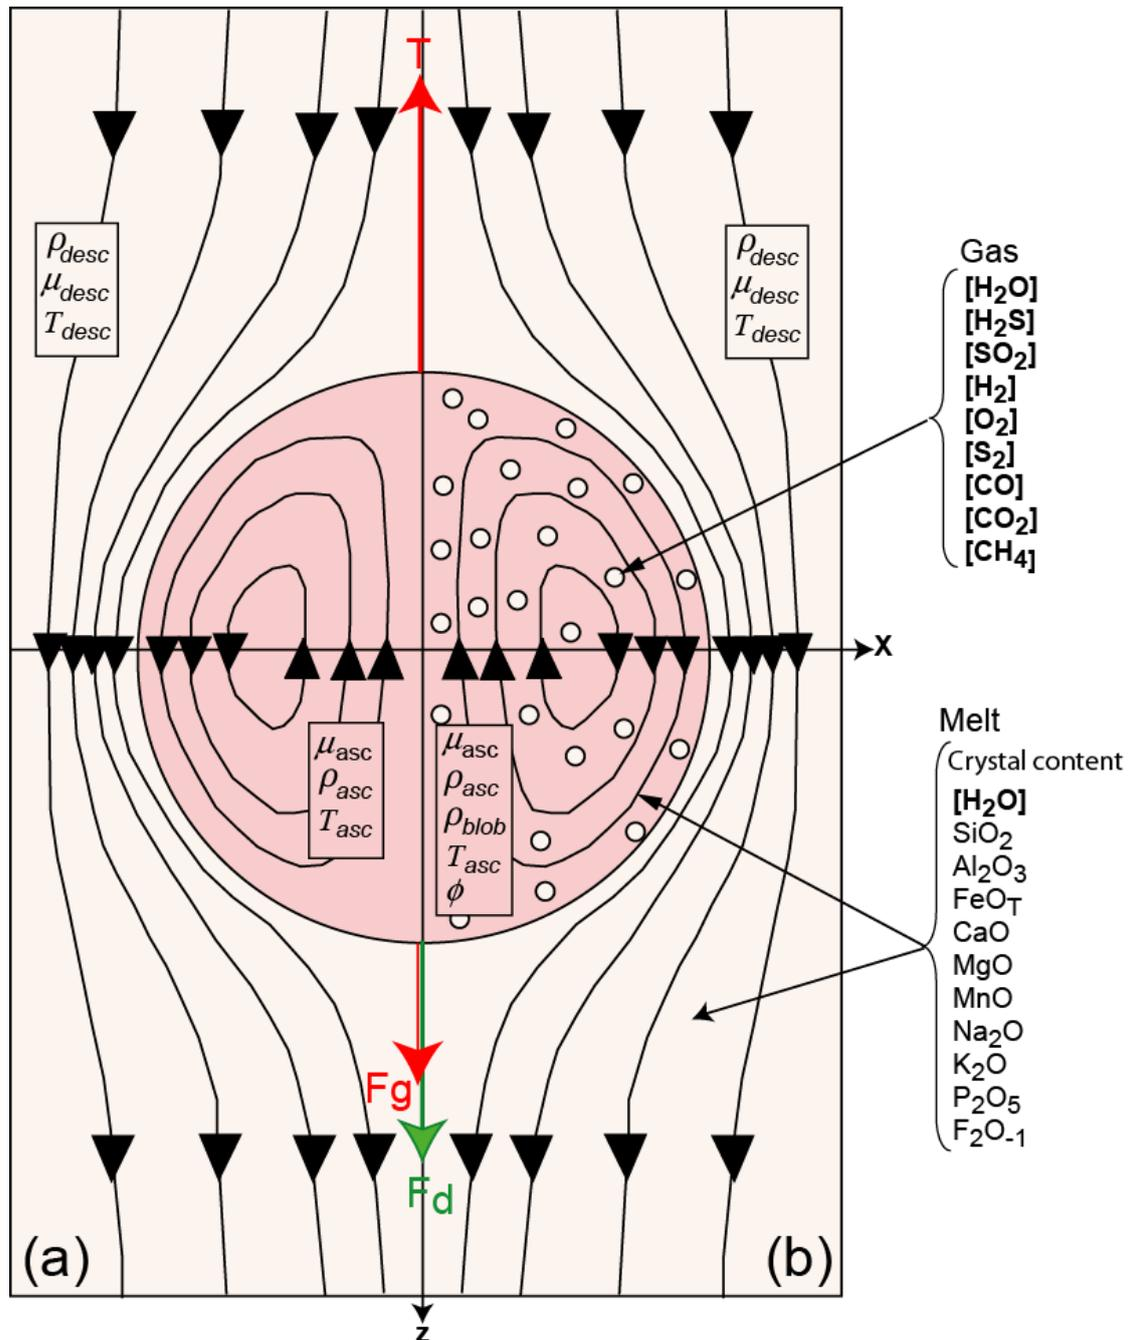 T
ρdesc
μdesc
Tdesc
ρdesc
μdesc
Tdesc
Gas
[H2O]
[H2S]
[SO2]
[H2]
[O2]
[S2]
[CO]
[CO2]
[CH4]
x
μasc
ρasc
Tasc
μasc
ρasc
ρblob
Tasc
ϕ
Melt
Crystal content
[H2O]
SiO2
Al2O3
FeOT
CaO
MgO
MnO
Na2O
K2O
P2O5
F2O-1
Fg
Fd
(a)
(b)
z